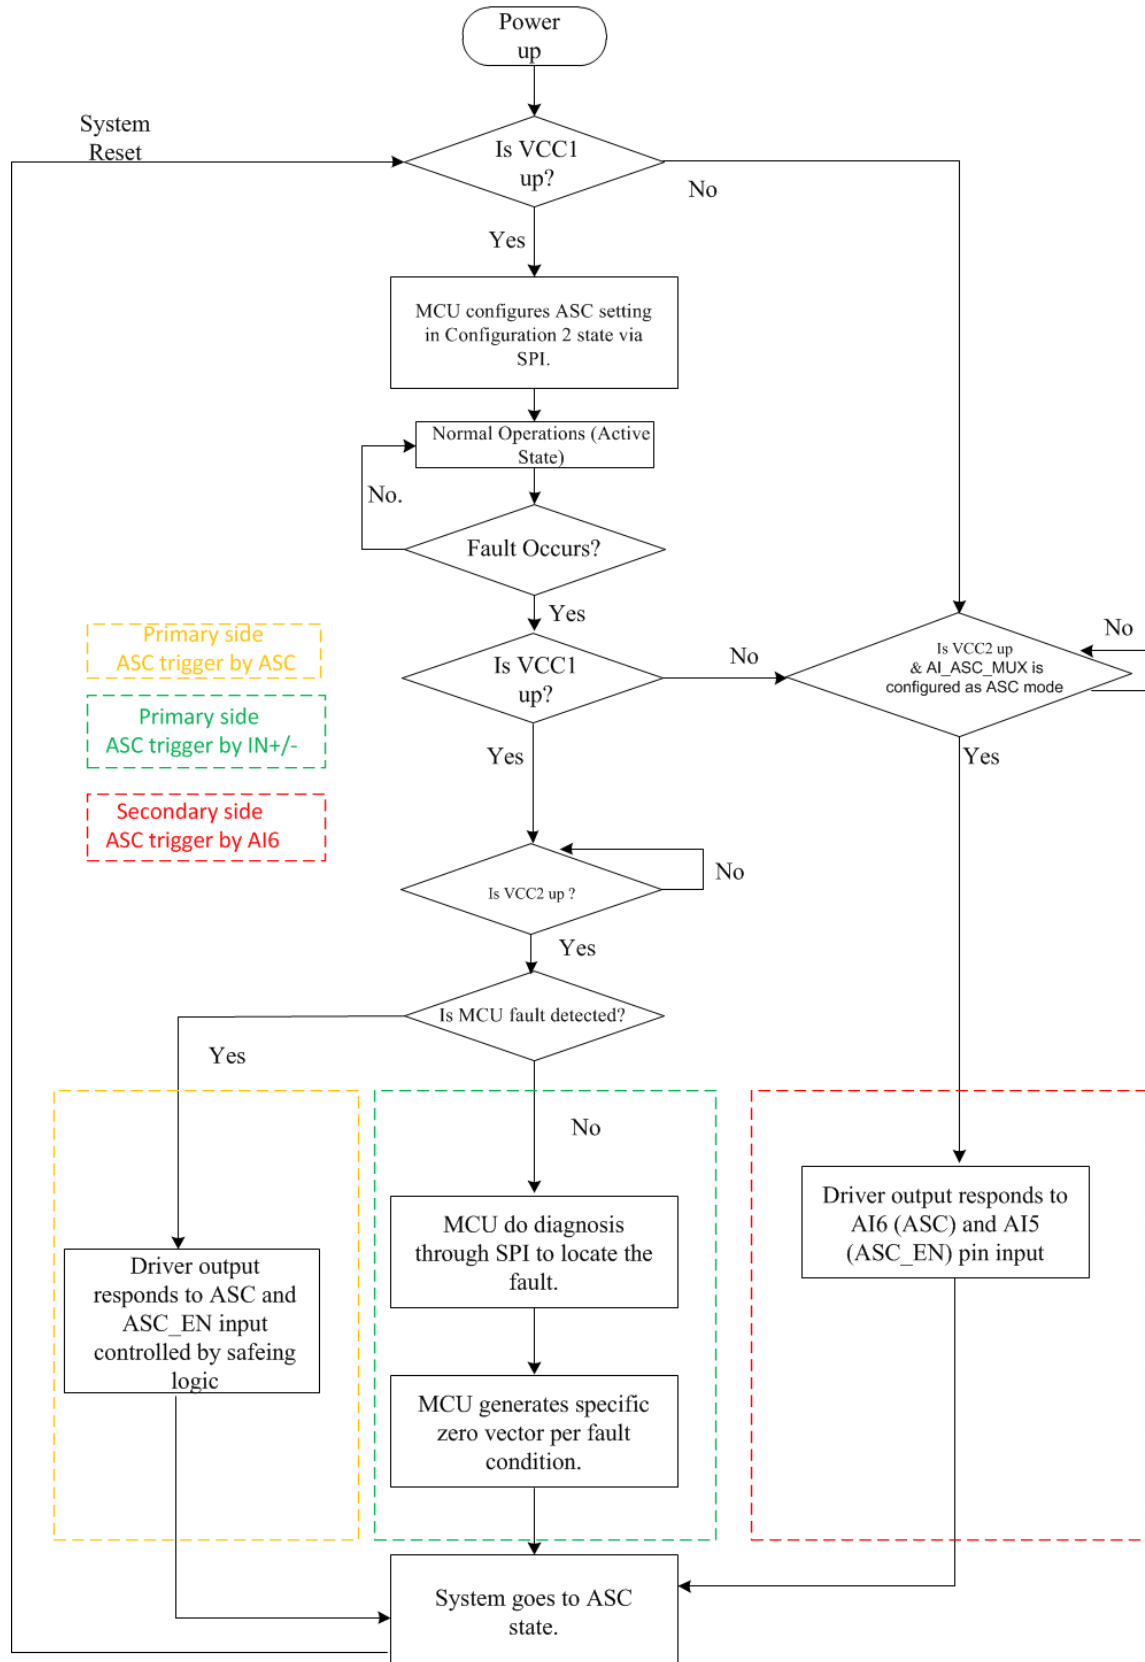 Power
up
System
Reset
Is VCC1
up?
No
Yes
MCU configures ASC setting
in Configuration 2 state via
SPI.
Normal Operations (Active
State)
No.
Fault Occurs?
Yes
Primary side
ASC trigger by ASC
Is VCC1
up?
No
Is VCC2 up
& AI_ASC_MUX is
configured as ASC mode
No
Primary side
ASC trigger by IN+/-
Yes
Yes
Secondary side
ASC trigger by AI6
Is VCC2 up ?
No
Yes
Is MCU fault detected?
Yes
No
Driver output
responds to ASC and
ASC_EN input
controlled by safeing
logic
MCU do diagnosis
through SPI to locate the
fault.
Driver output responds to
AI6 (ASC) and AI5
(ASC_EN) pin input
MCU generates specific
zero vector per fault
condition.
System goes to ASC
state.